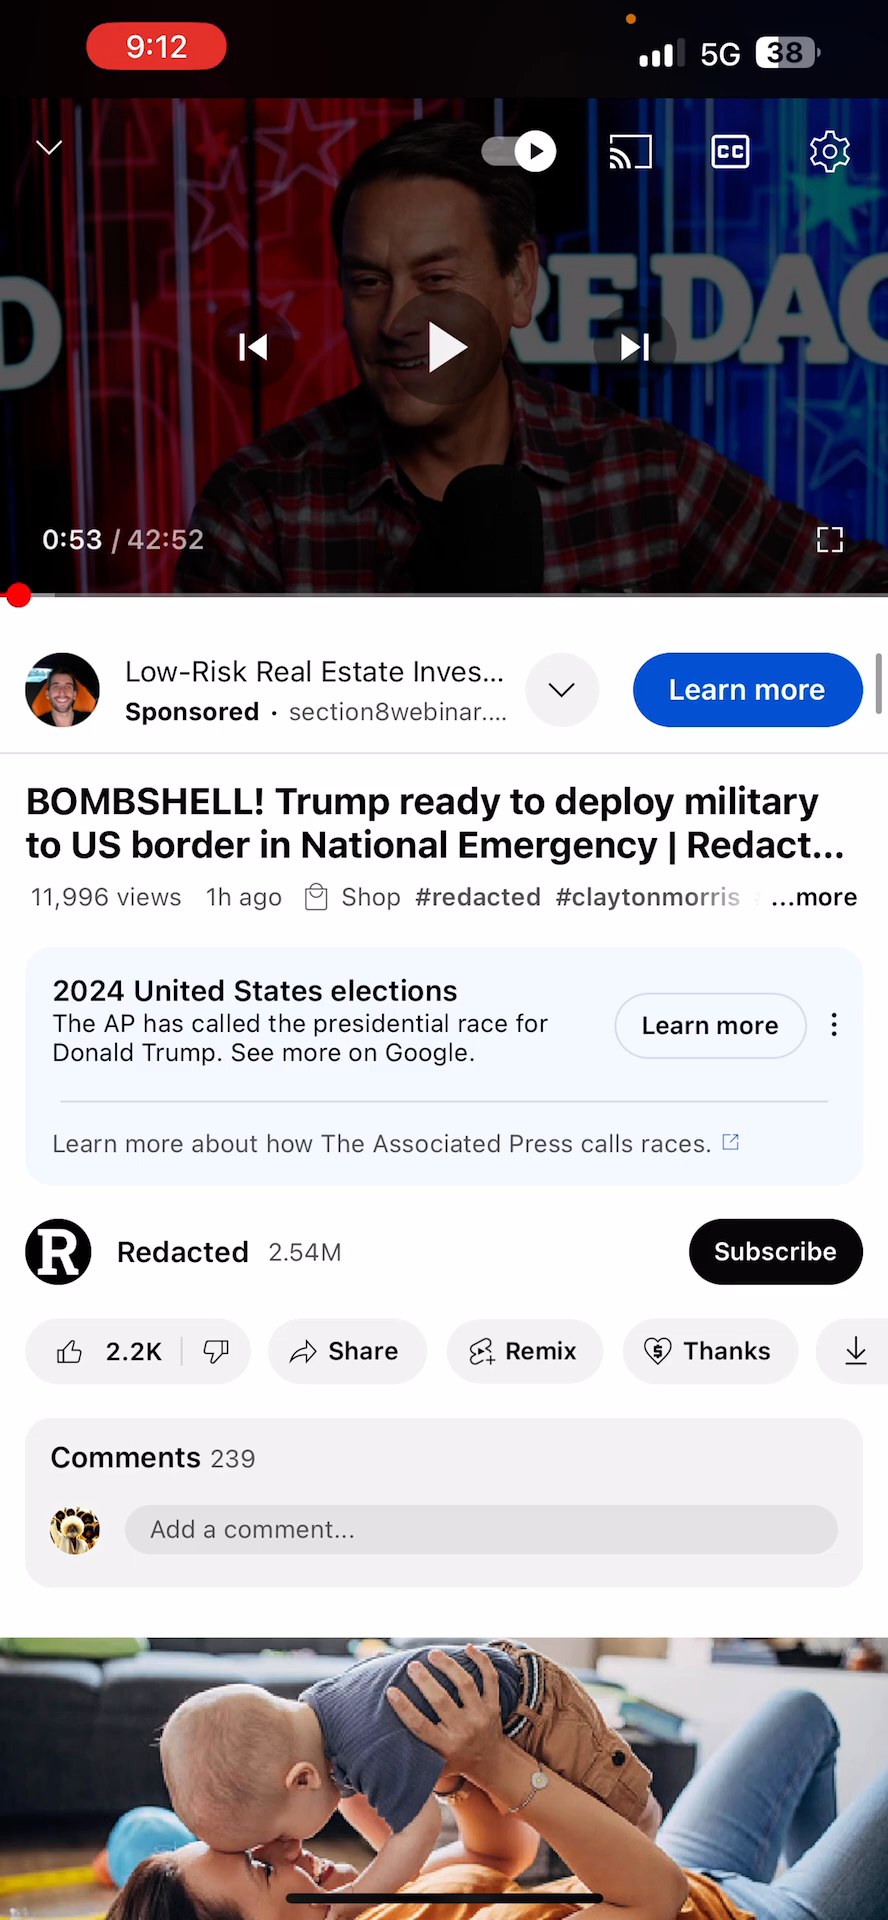 9:12
5G 38
CC
D REDAC
0:53 / 42:52
Low-Risk Real Estate Inves...
Sponsored · section8webinar....
Learn more
BOMBSHELL! Trump ready to deploy military
to US border in National Emergency | Redact...
11,996 views 1h ago Shop #redacted #claytonmorris ...more
2024 United States elections
The AP has called the presidential race for
Donald Trump. See more on Google.
Learn more
Learn more about how The Associated Press calls races.
R Redacted 2.54M
Subscribe
2.2K Share Remix Thanks
Comments 239
Add a comment...